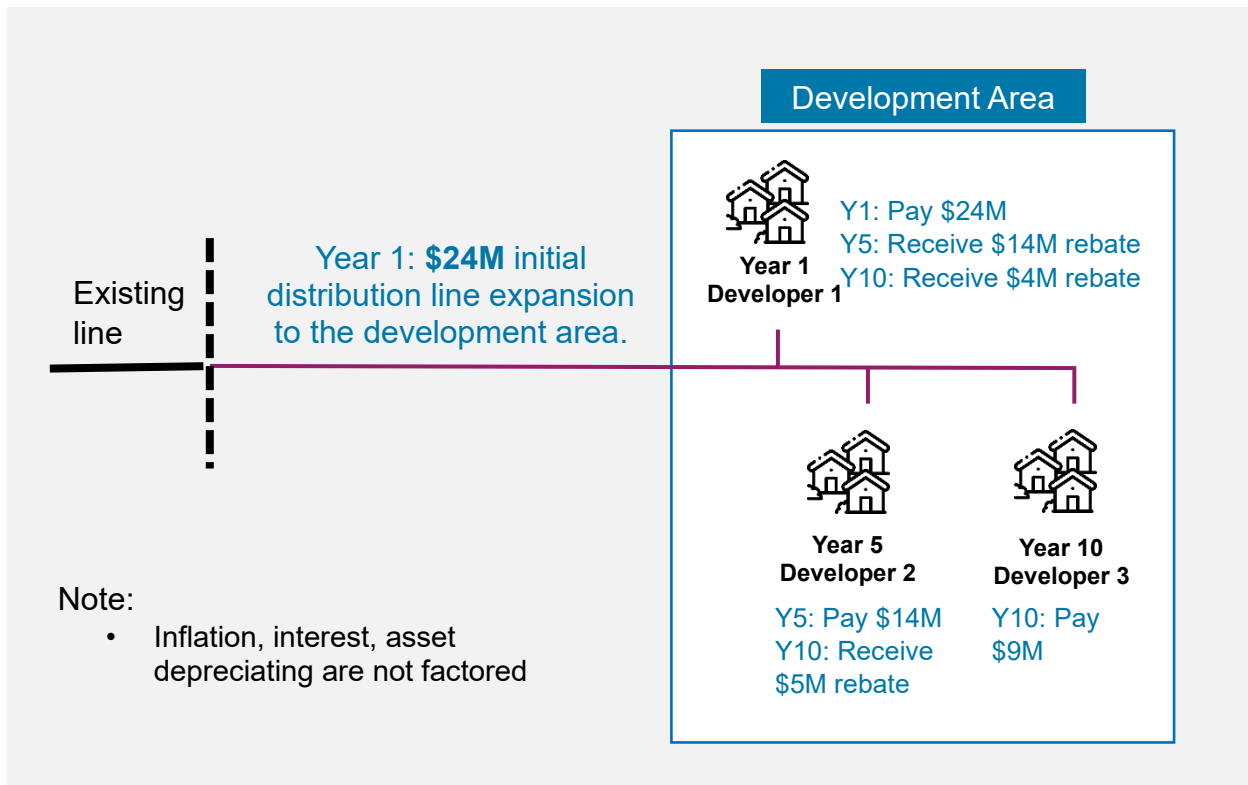 Development Area
Y1: Pay $24M
Y5: Receive $14M rebate
Y10: Receive $4M rebate
Year 1
Developer 1
Year 1: $24M initial
distribution line expansion
to the development area.
Existing
line
Year 5
Developer 2
Y5: Pay $14M
Y10: Receive
$5M rebate
Year 10
Developer 3
Y10: Pay
$9M
Note:
• Inflation, interest, asset
depreciating are not factored